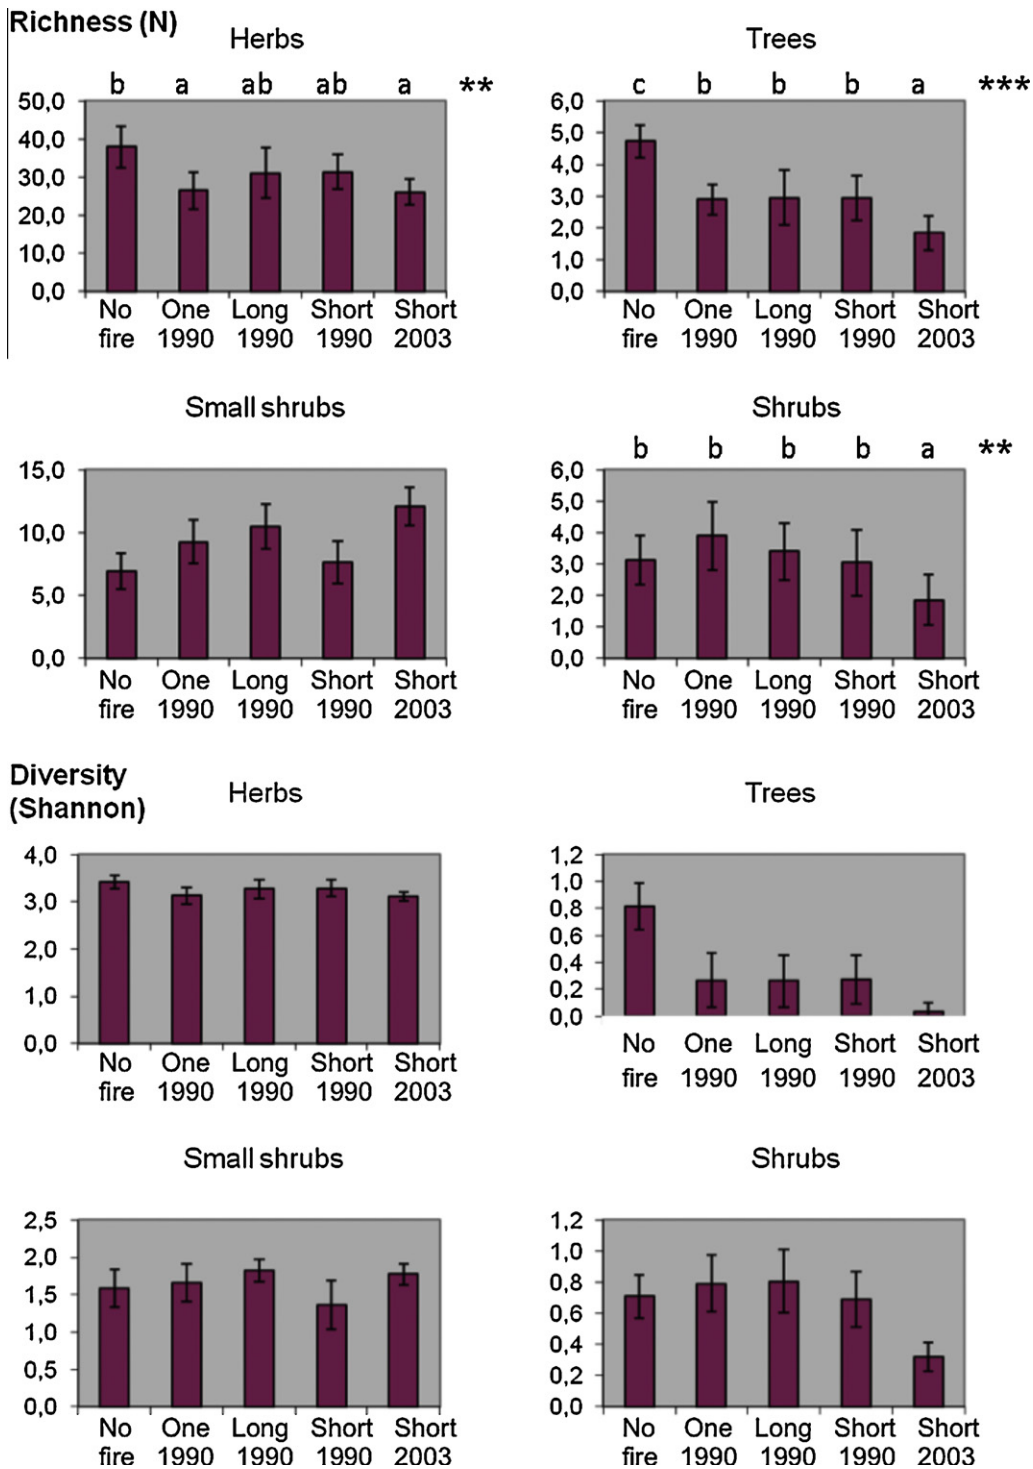 Richness (N)
Herbs
b a ab ab a **
50,0
40,0
30,0
20,0
10,0
0,0
No One Long Short Short
fire 1990 1990 1990 2003
Trees
c b b b a ***
6,0
5,0
4,0
3,0
2,0
1,0
0,0
No One Long Short Short
fire 1990 1990 1990 2003
Small shrubs
15,0
10,0
5,0
0,0
No One Long Short Short
fire 1990 1990 1990 2003
Shrubs
b b b b a **
6,0
5,0
4,0
3,0
2,0
1,0
0,0
No One Long Short Short
fire 1990 1990 1990 2003
Diversity
(Shannon)
Herbs
4,0
3,0
2,0
1,0
0,0
No One Long Short Short
fire 1990 1990 1990 2003
Trees
1,2
1,0
0,8
0,6
0,4
0,2
0,0
No One Long Short Short
fire 1990 1990 1990 2003
Small shrubs
2,5
2,0
1,5
1,0
0,5
0,0
No One Long Short Short
fire 1990 1990 1990 2003
Shrubs
1,2
1,0
0,8
0,6
0,4
0,2
0,0
No One Long Short Short
fire 1990 1990 1990 2003